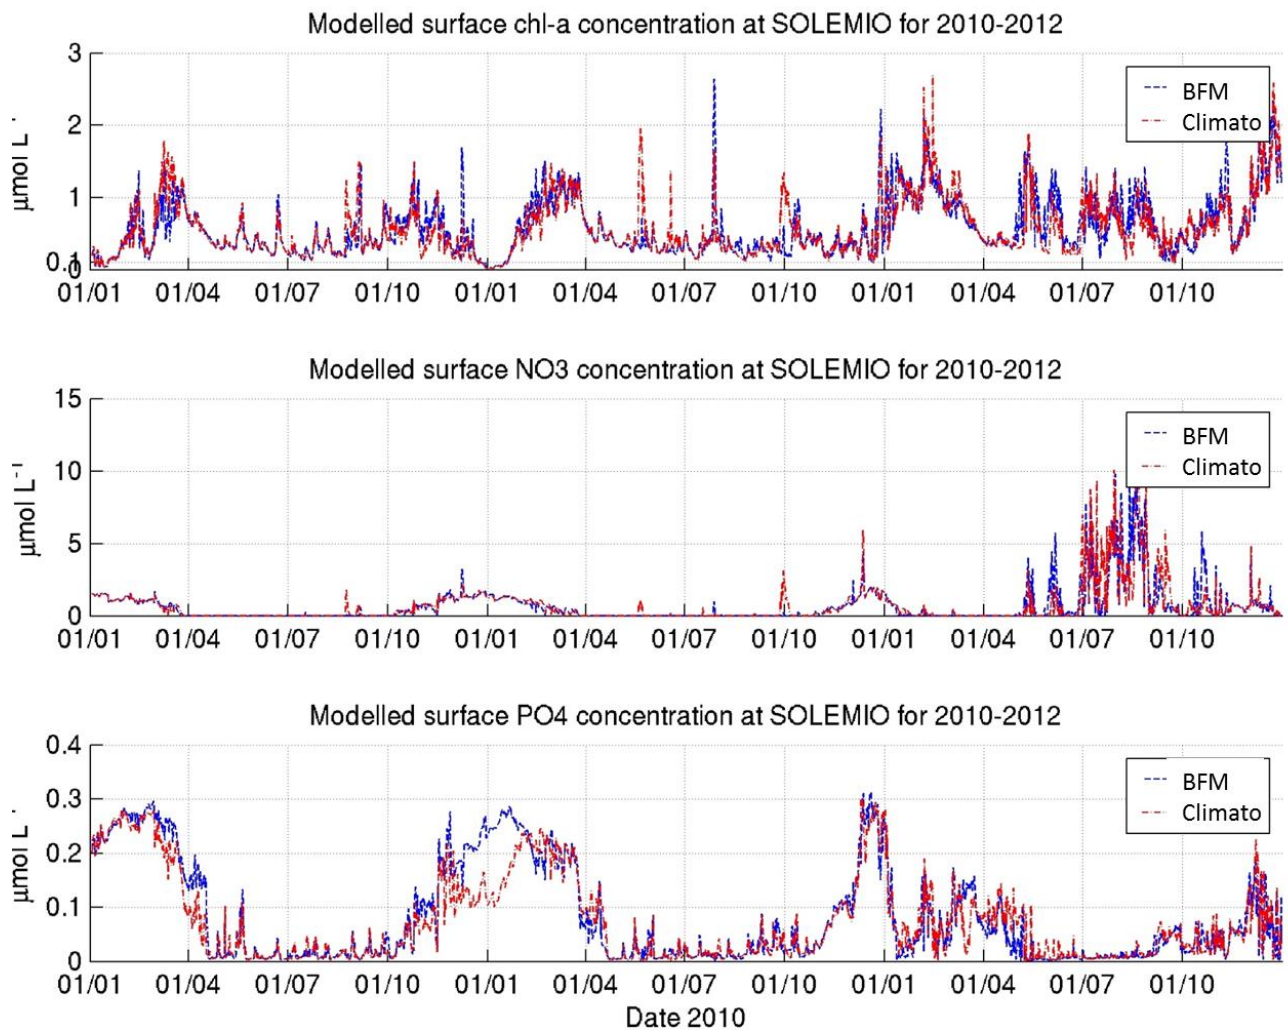 Modelled surface chl-a concentration at SOLEMIO for 2010-2012
3
2
1
0.1
0
µmol L
BFM
Climato
01/01 01/04 01/07 01/10 01/01 01/04 01/07 01/10 01/01 01/04 01/07 01/10
Modelled surface NO3 concentration at SOLEMIO for 2010-2012
15
10
5
0
µmol L⁻¹
BFM
Climato
01/01 01/04 01/07 01/10 01/01 01/04 01/07 01/10 01/01 01/04 01/07 01/10
Modelled surface PO4 concentration at SOLEMIO for 2010-2012
0.4
0.3
0.2
0.1
0
µmol L
BFM
Climato
01/01 01/04 01/07 01/10 01/01 01/04 01/07 01/10 01/01 01/04 01/07 01/10
Date 2010